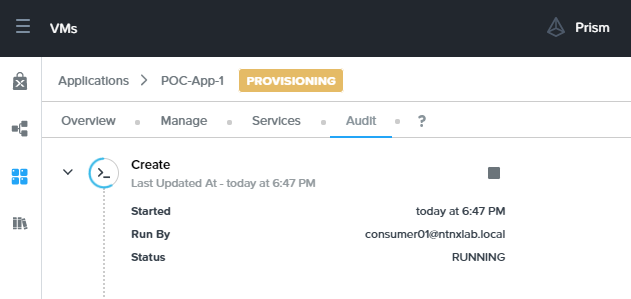 VMs
Prism
Applications > POC-App-1 PROVISIONING
Overview Manage Services Audit ?
Create
Last Updated At - today at 6:47 PM
Started today at 6:47 PM
Run By consumer01@ntnxlab.local
Status RUNNING